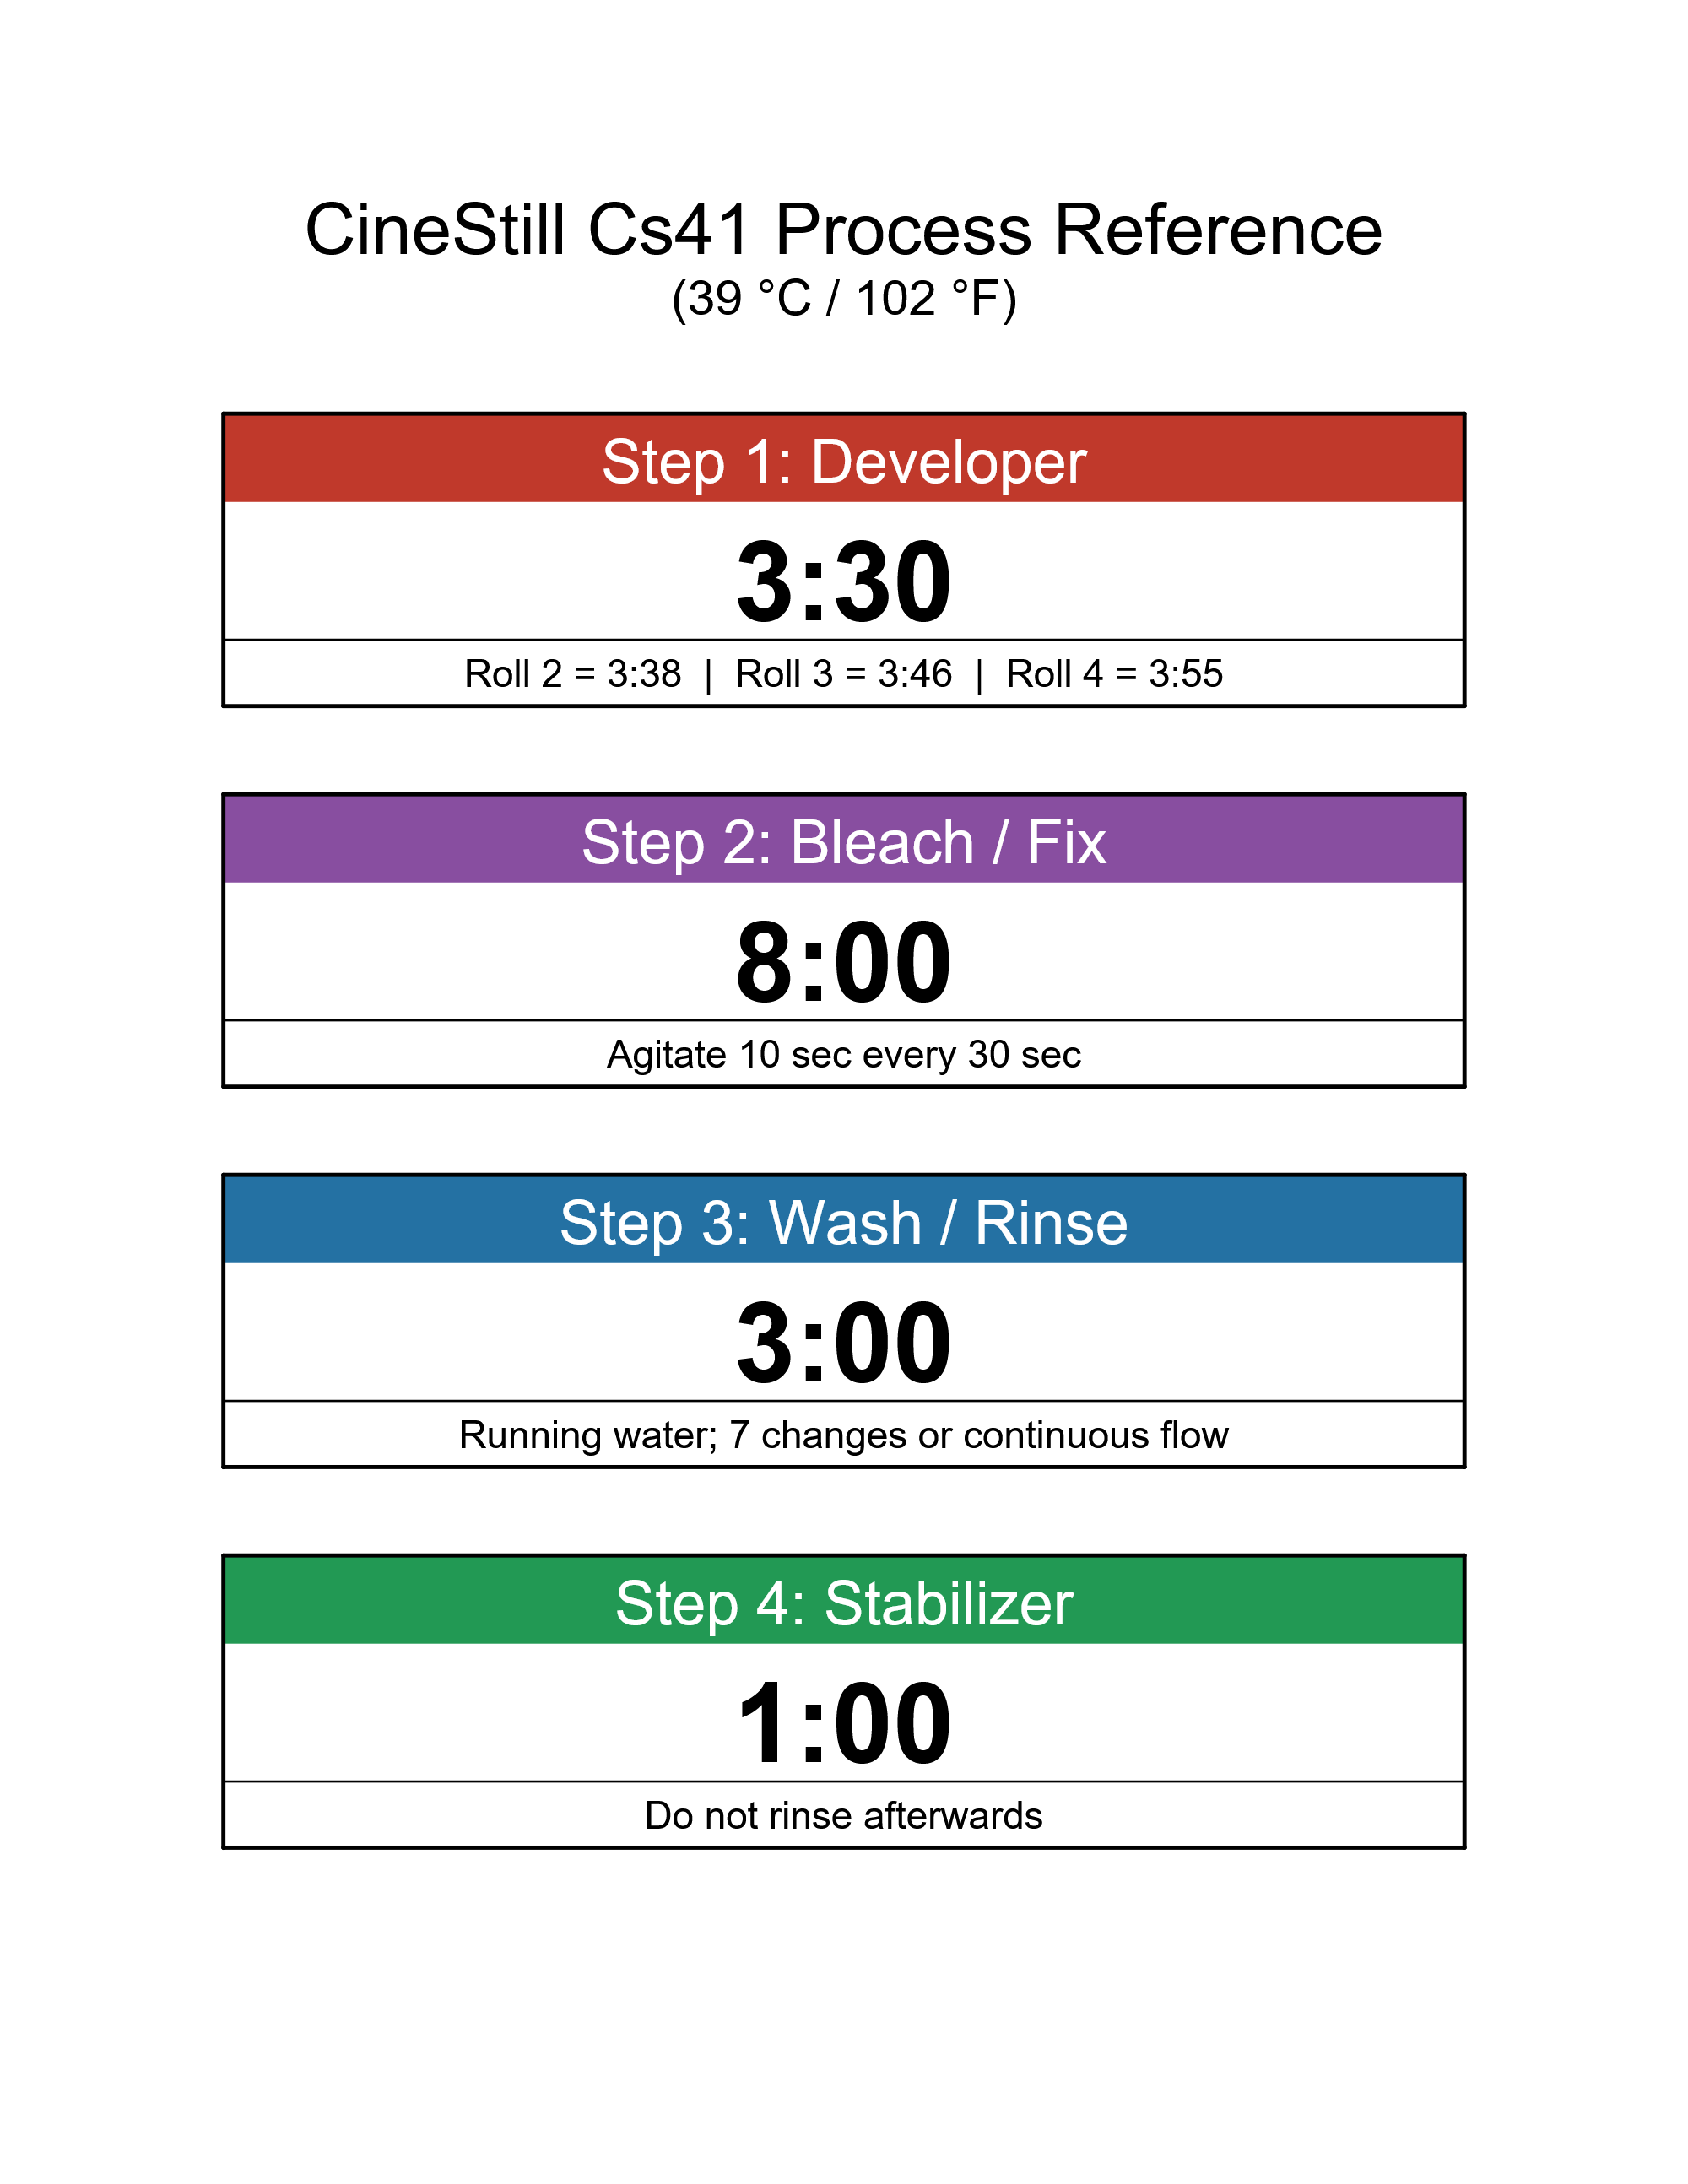 CineStill Cs41 Process Reference
(39 °C / 102 °F)
Step 1: Developer
3:30
Roll 2 = 3:38 | Roll 3 = 3:46 | Roll 4 = 3:55
Step 2: Bleach / Fix
8:00
Agitate 10 sec every 30 sec
Step 3: Wash / Rinse
3:00
Running water; 7 changes or continuous flow
Step 4: Stabilizer
1:00
Do not rinse afterwards